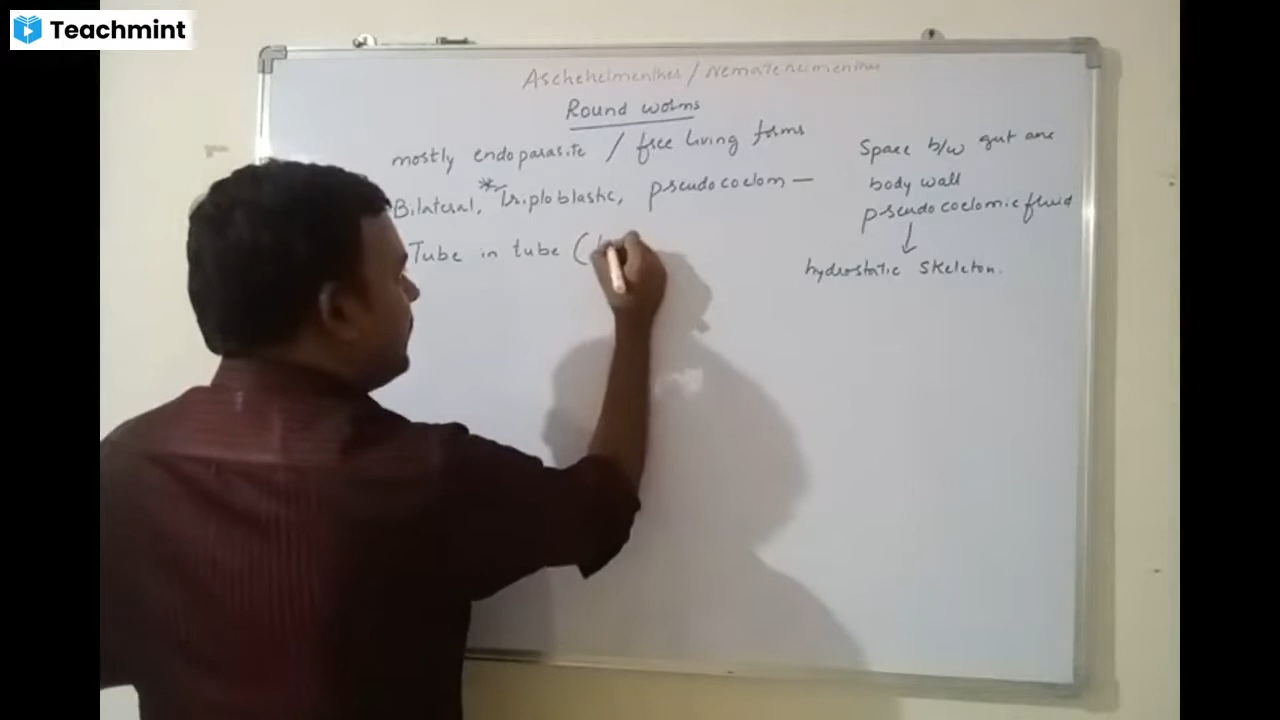 Teachmint
Aschehelmenthes / Nematehelmenthes
Round worms
mostly endoparasite / free living forms
Bilateral, * Triploblastic, pseudocoelom —
Tube in tube (
Space b/w gut and
body wall
pseudocoelomic fluid
↓
hydrostatic skeleton.